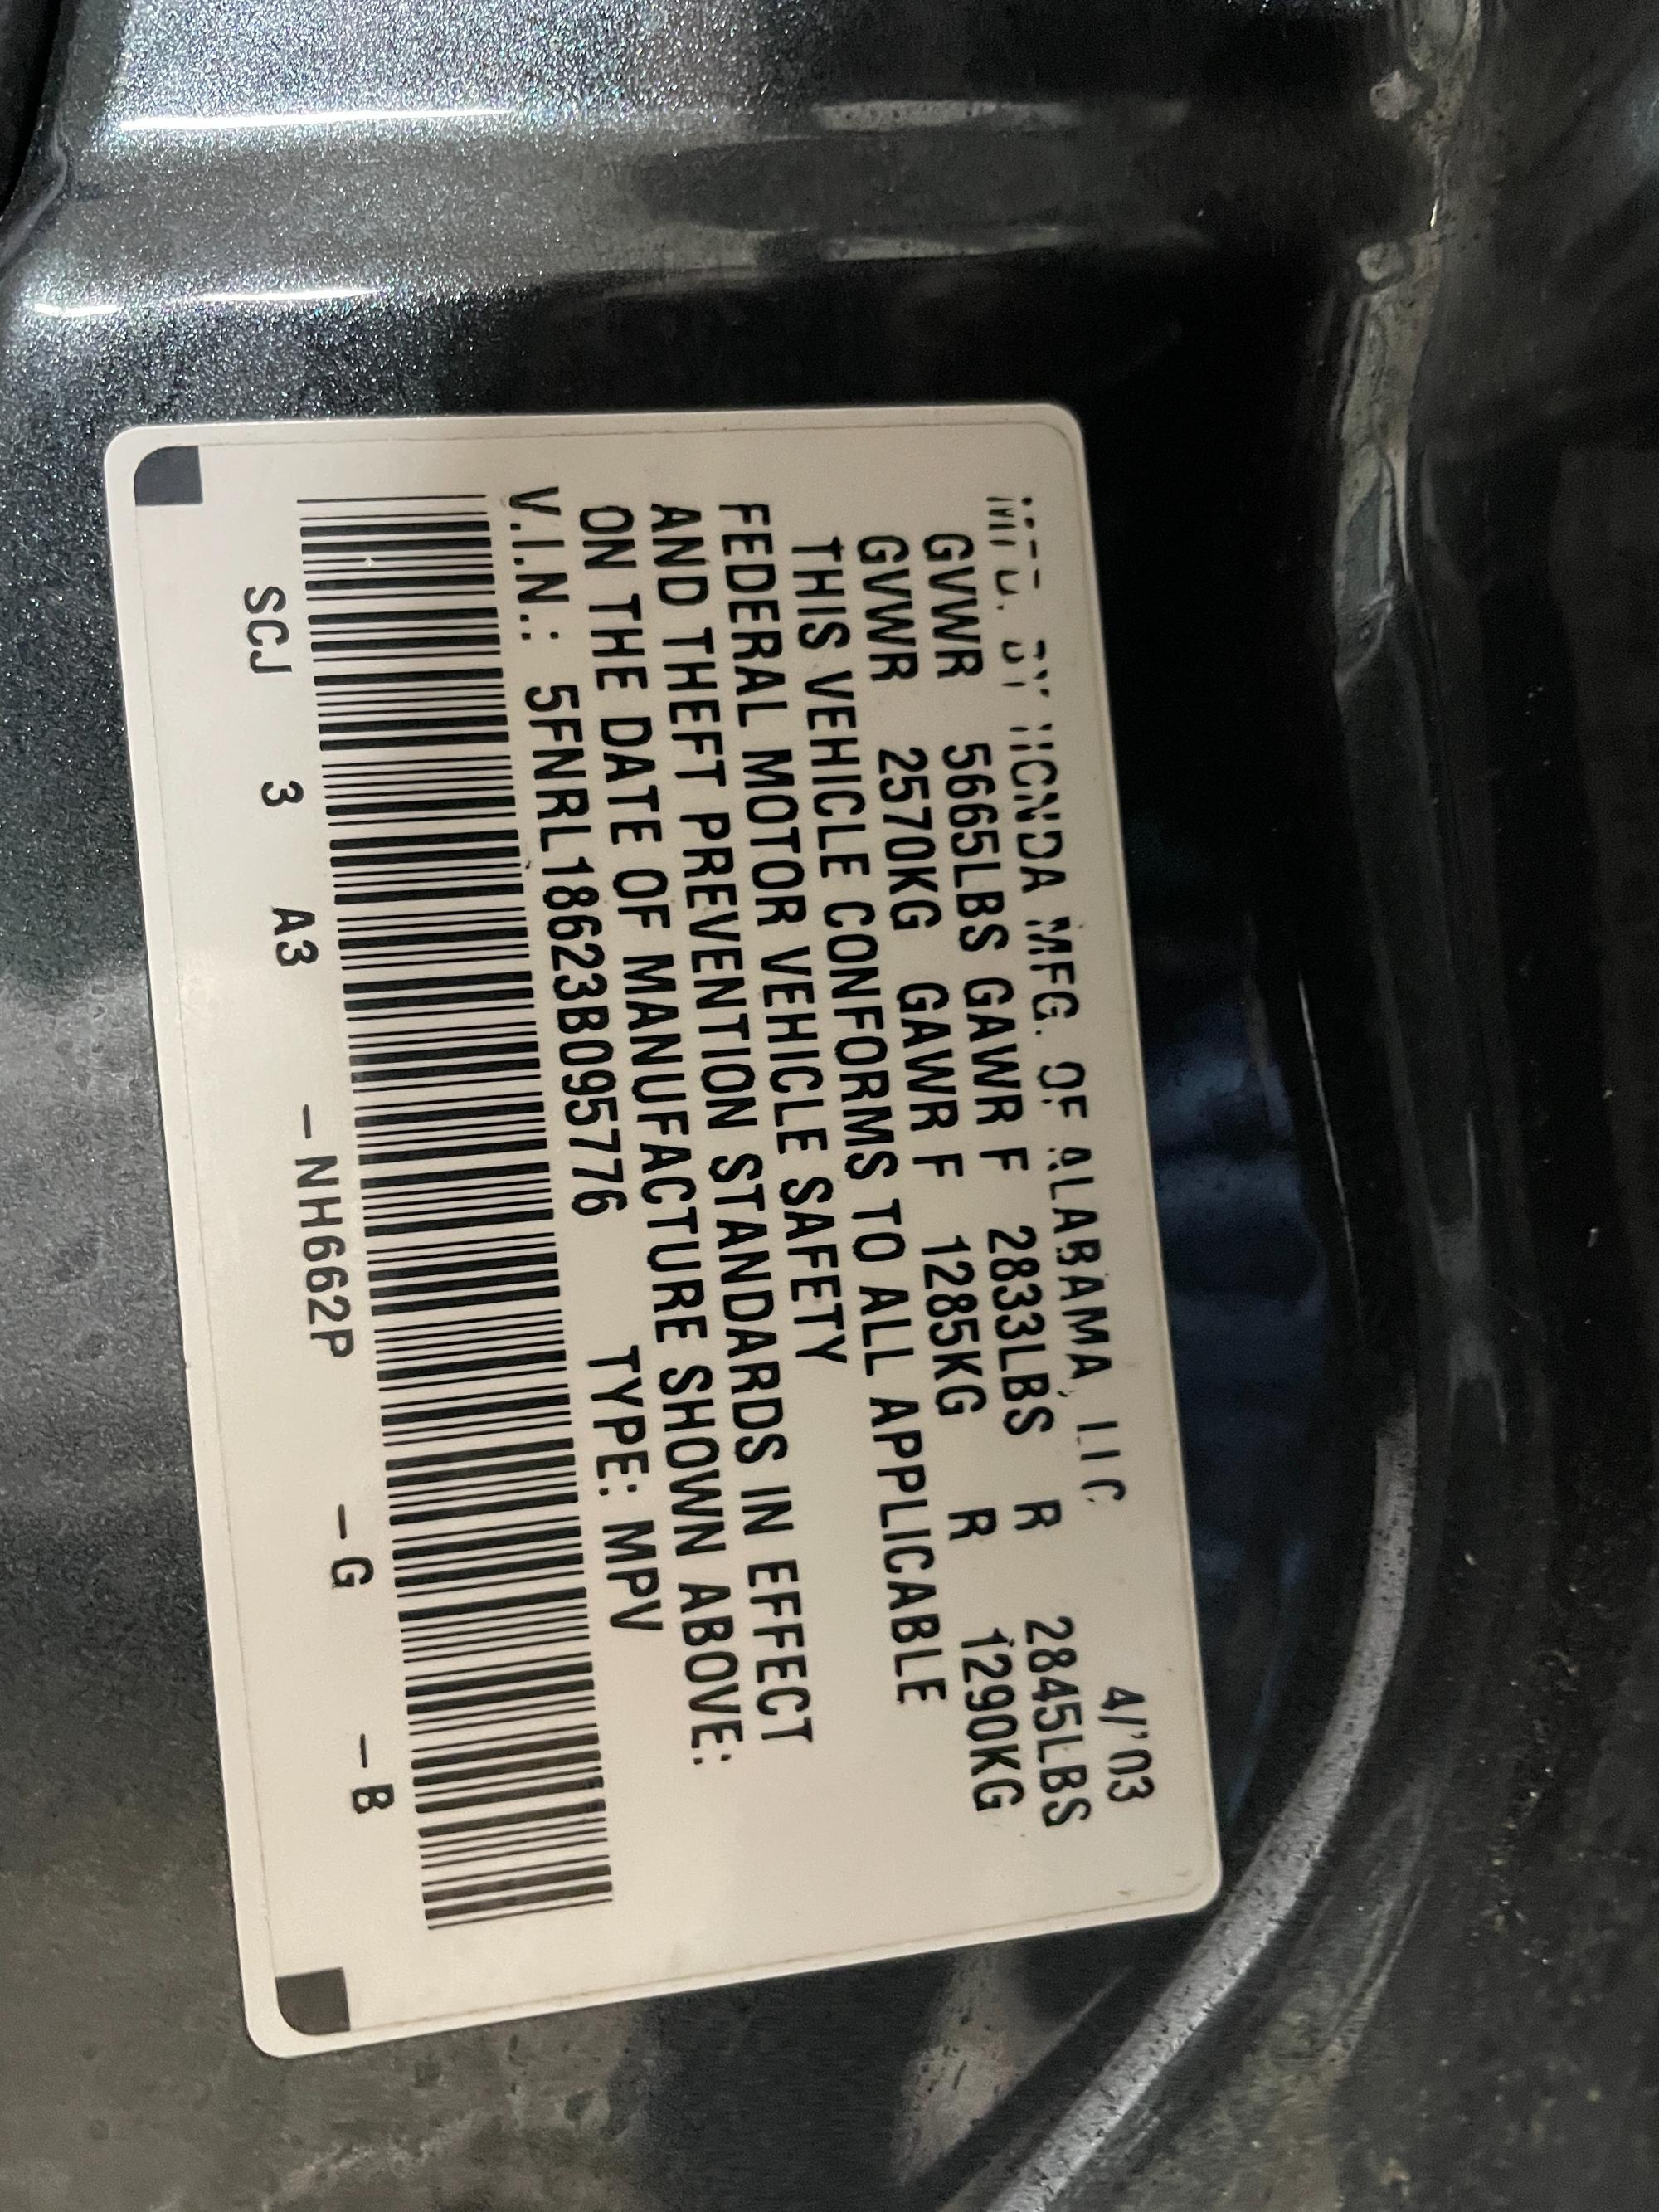 MFD. BY HONDA MFG. OF ALABAMA, LLC 4/'03
GVWR 5665LBS GAWR F 2833LBS R 2845LBS
GVWR 2570KG GAWR F 1285KG R 1290KG
THIS VEHICLE CONFORMS TO ALL APPLICABLE
FEDERAL MOTOR VEHICLE SAFETY
AND THEFT PREVENTION STANDARDS IN EFFECT
ON THE DATE OF MANUFACTURE SHOWN ABOVE:
V.I.N.: 5FNRL18623B095776 TYPE: MPV
SCJ 3 A3 -NH662P -G -B